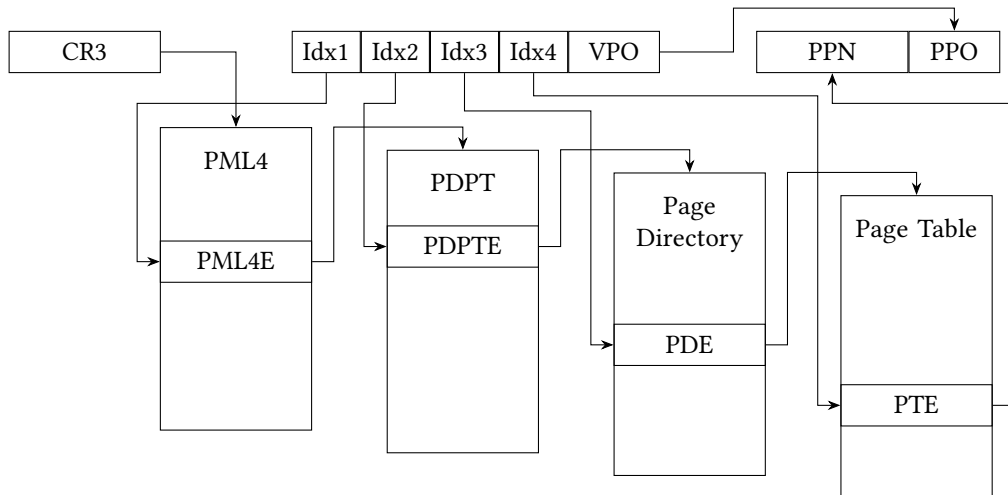 CR3
Idx1 Idx2 Idx3 Idx4 VPO
PPN PPO
PML4
PML4E
PDPT
PDPTE
Page
Directory
PDE
Page Table
PTE